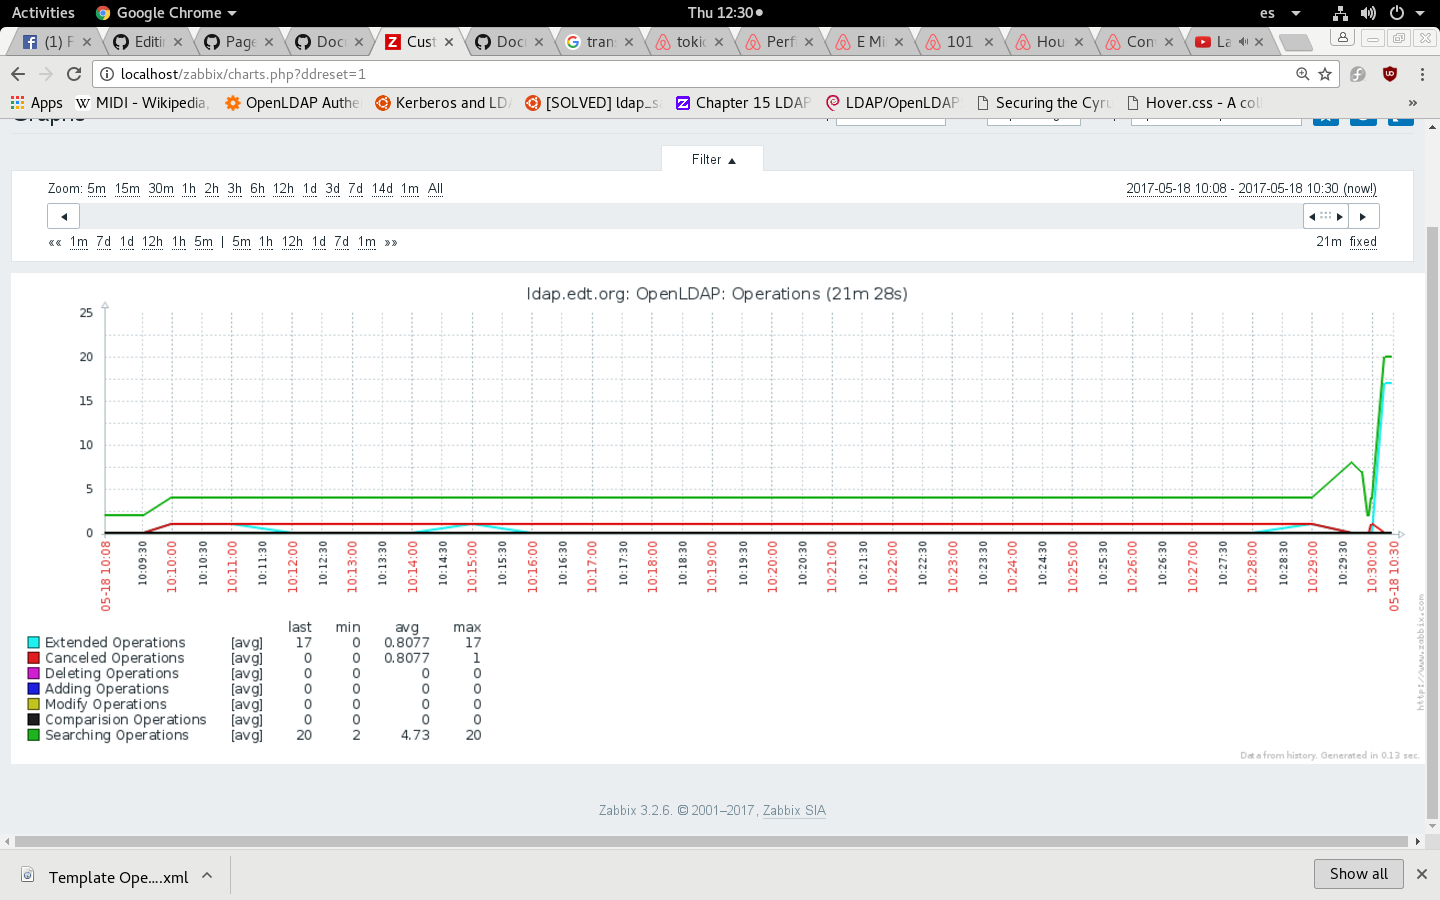 Activities Google Chrome Thu 12:30 es
(1) F Editin Page Docu Cust Docu tran tokio Perf E Mi 101 Hou Con La
localhost/zabbix/charts.php?ddreset=1
Apps MIDI - Wikipedia, OpenLDAP Authe Kerberos and LDA [SOLVED] ldap_s Chapter 15 LDAP LDAP/OpenLDAP Securing the Cyru Hover.css - A coll »
Graphs
Filter
Zoom: 5m 15m 30m 1h 2h 3h 6h 12h 1d 3d 7d 14d 1m All 2017-05-18 10:08 - 2017-05-18 10:30 (now!)
«« 1m 7d 1d 12h 1h 5m | 5m 1h 12h 1d 7d 1m »» 21m fixed
ldap.edt.org: OpenLDAP: Operations (21m 28s)
25
20
15
10
5
0
05-18 10:08 10:09:30 10:10:00 10:10:30 10:11:00 10:11:30 10:12:00 10:12:30 10:13:00 10:13:30 10:14:00 10:14:30 10:15:00 10:15:30 10:16:00 10:16:30 10:17:00 10:17:30 10:18:00 10:18:30 10:19:00 10:19:30 10:20:00 10:20:30 10:21:00 10:21:30 10:22:00 10:22:30 10:23:00 10:23:30 10:24:00 10:24:30 10:25:00 10:25:30 10:26:00 10:26:30 10:27:00 10:27:30 10:28:00 10:28:30 10:29:00 10:29:30 10:30:00 05-18 10:30
last min avg max
Extended Operations [avg] 17 0 0.8077 17
Canceled Operations [avg] 0 0 0.8077 1
Deleting Operations [avg] 0 0 0 0
Adding Operations [avg] 0 0 0 0
Modify Operations [avg] 0 0 0 0
Comparision Operations [avg] 0 0 0 0
Searching Operations [avg] 20 2 4.73 20
http://www.zabbix.com
Data from history. Generated in 0.13 sec.
Zabbix 3.2.6. © 2001–2017, Zabbix SIA
Template Ope....xml Show all